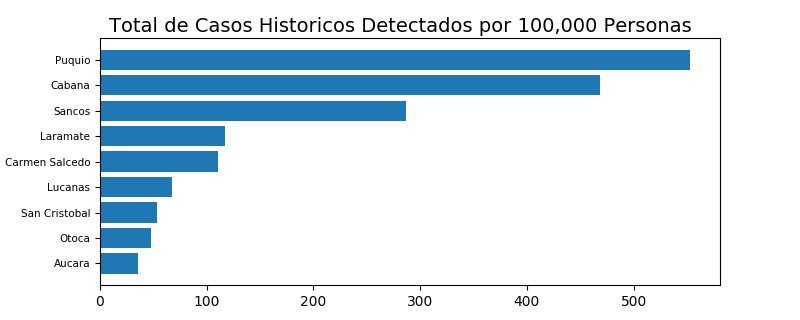 Total de Casos Historicos Detectados por 100,000 Personas
Puquio
Cabana
Sancos
Laramate
Carmen Salcedo
Lucanas
San Cristobal
Otoca
Aucara
0 100 200 300 400 500